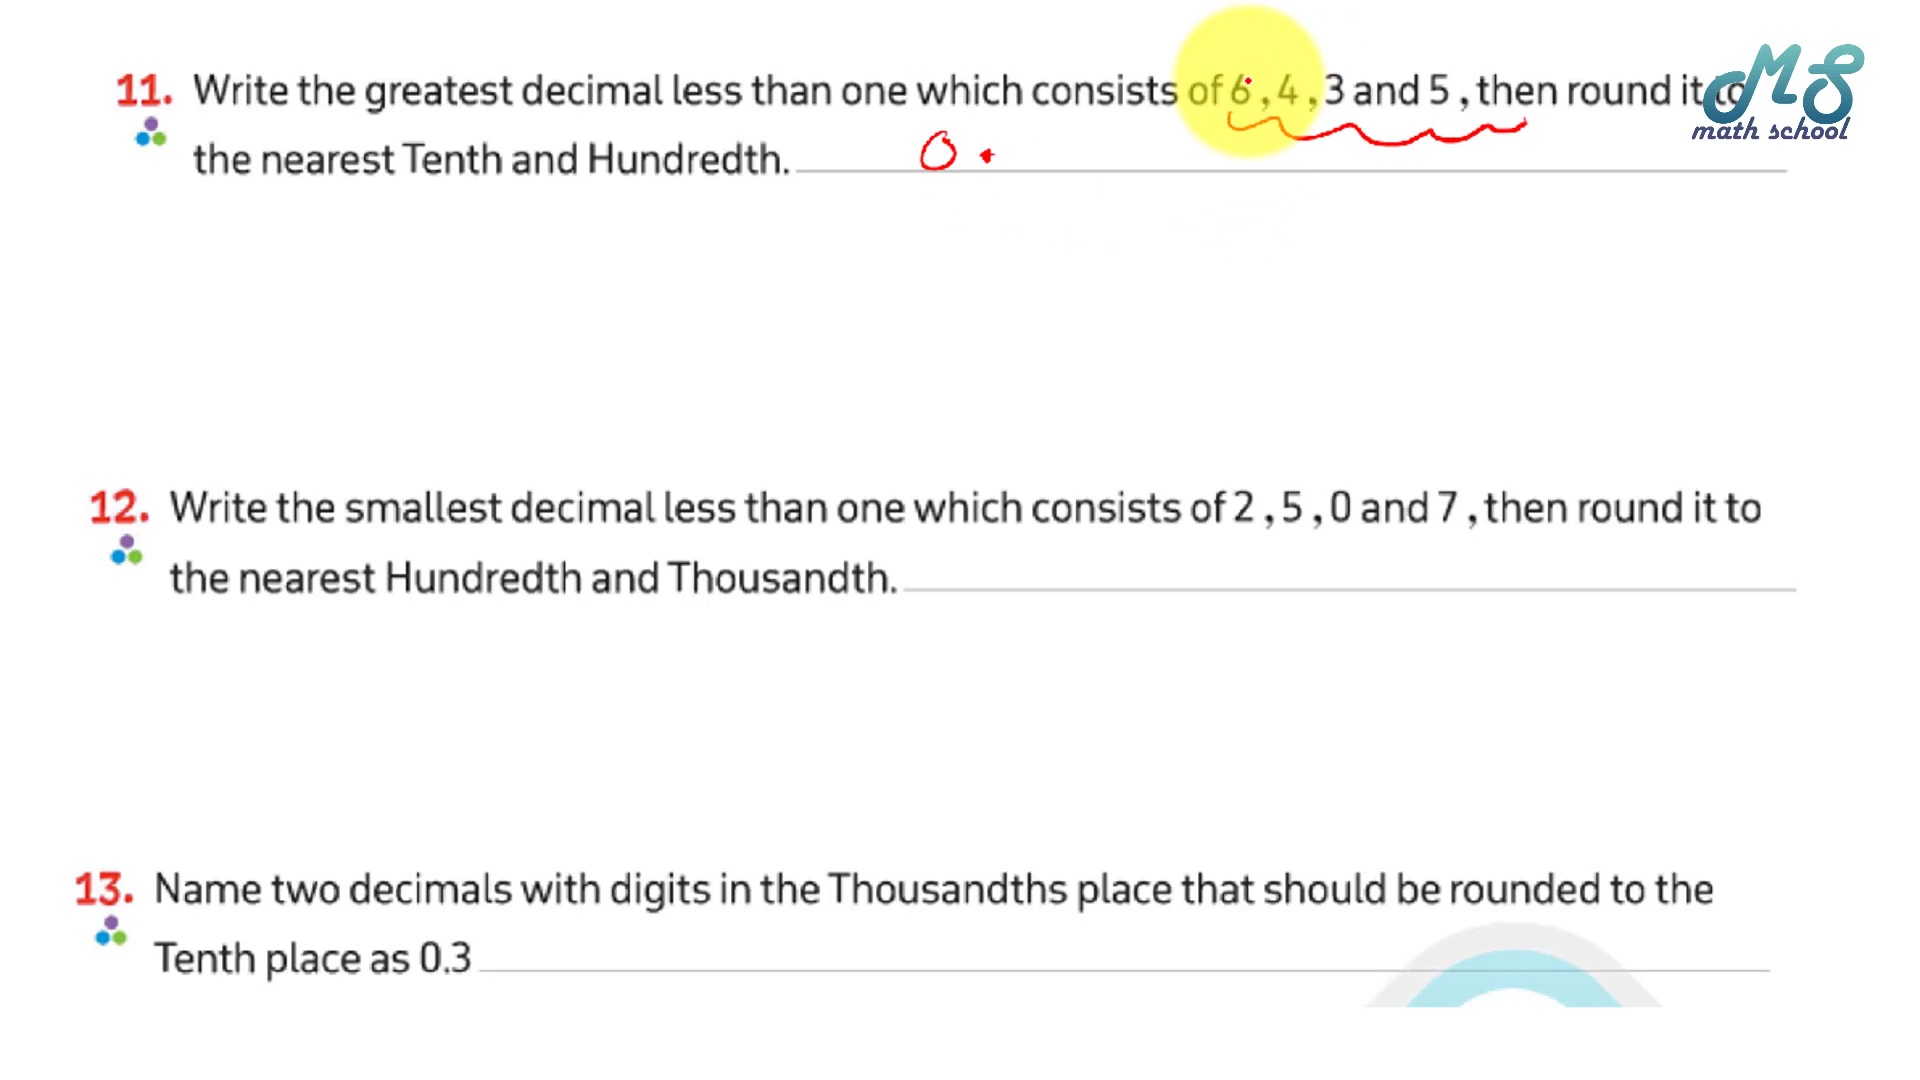 11. Write the greatest decimal less than one which consists of 6 , 4 , 3 and 5 , then round it to
MS
math school
the nearest Tenth and Hundredth. 0 .
12. Write the smallest decimal less than one which consists of 2 , 5 , 0 and 7 , then round it to
the nearest Hundredth and Thousandth.
13. Name two decimals with digits in the Thousandths place that should be rounded to the
Tenth place as 0.3